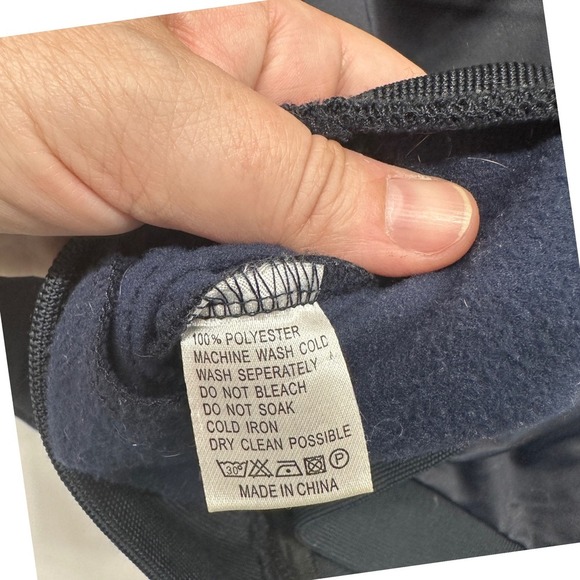 100% POLYESTER
MACHINE WASH COLD
WASH SEPERATELY
DO NOT BLEACH
DO NOT SOAK
COLD IRON
DRY CLEAN POSSIBLE
30° P
MADE IN CHINA